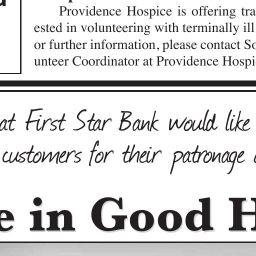 Providence Hospice is offering tra
ested in volunteering with terminally ill
or further information, please contact So
unteer Coordinator at Providence Hospi
at First Star Bank would like
customers for their patronage
e in Good H